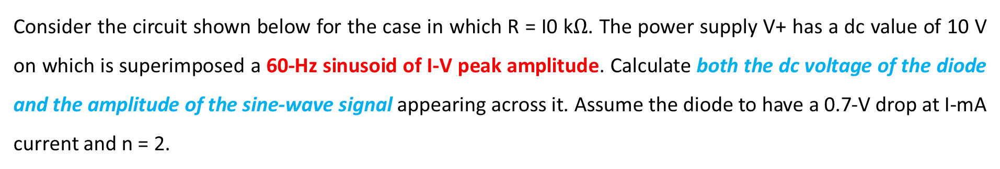 Consider the circuit shown below for the case in which R = I0 kΩ. The power supply V+ has a dc value of 10 V
on which is superimposed a 60-Hz sinusoid of I-V peak amplitude. Calculate both the dc voltage of the diode
and the amplitude of the sine-wave signal appearing across it. Assume the diode to have a 0.7-V drop at I-mA
current and n = 2.